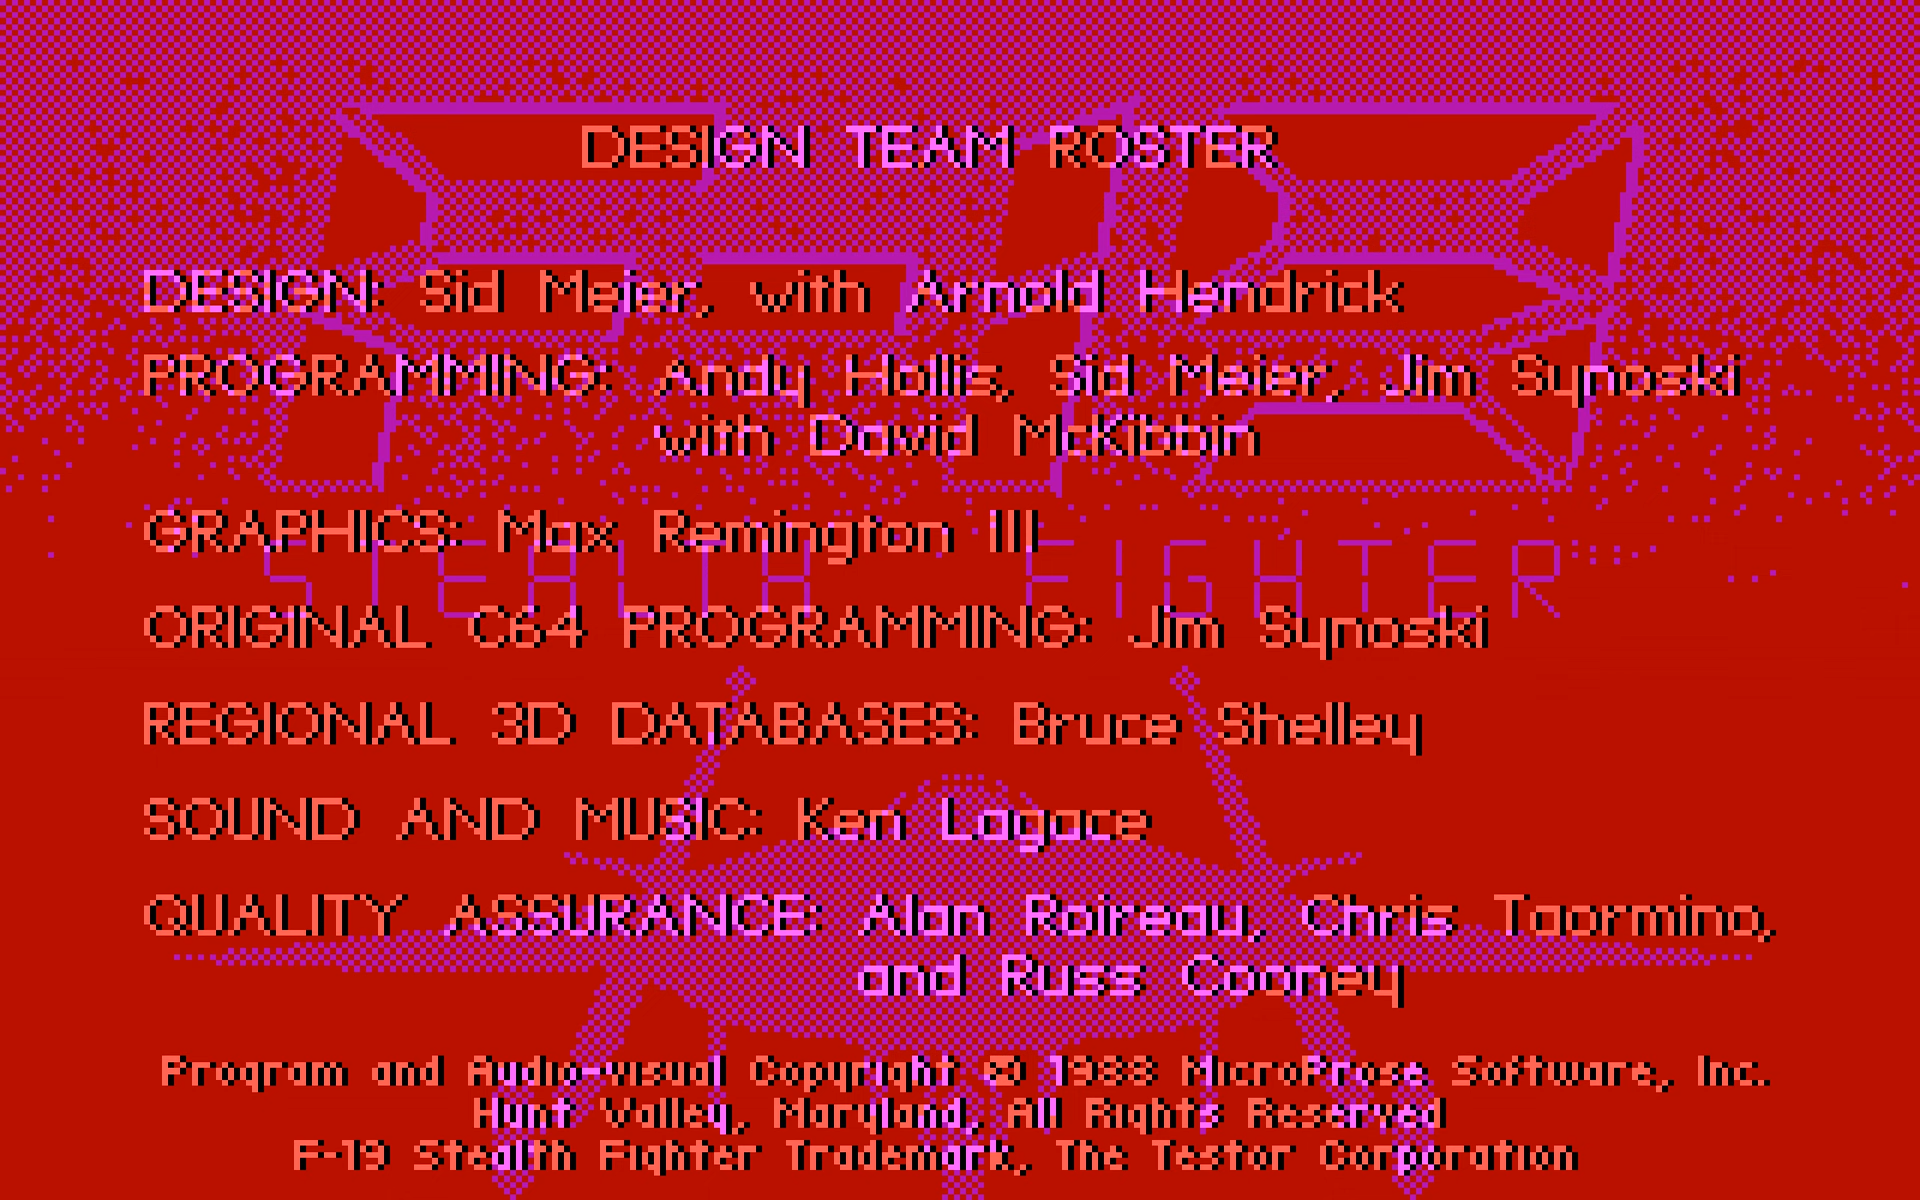 F-19
DESIGN TEAM ROSTER
DESIGN: Sid Meier, with Arnold Hendrick
PROGRAMMING: Andy Hollis, Sid Meier, Jim Synoski
with David McKibbin
GRAPHICS: Max Remington III
STEALTH FIGHTER
ORIGINAL C64 PROGRAMMING: Jim Synoski
REGIONAL 3D DATABASES: Bruce Shelley
SOUND AND MUSIC: Ken Lagace
QUALITY ASSURANCE: Alan Roireau, Chris Taormino,
and Russ Cooney
Program and Audio-visual Copyright © 1988 MicroProse Software, Inc.
Hunt Valley, Maryland, All Rights Reserved
F-19 Stealth Fighter Trademark, The Testor Corporation